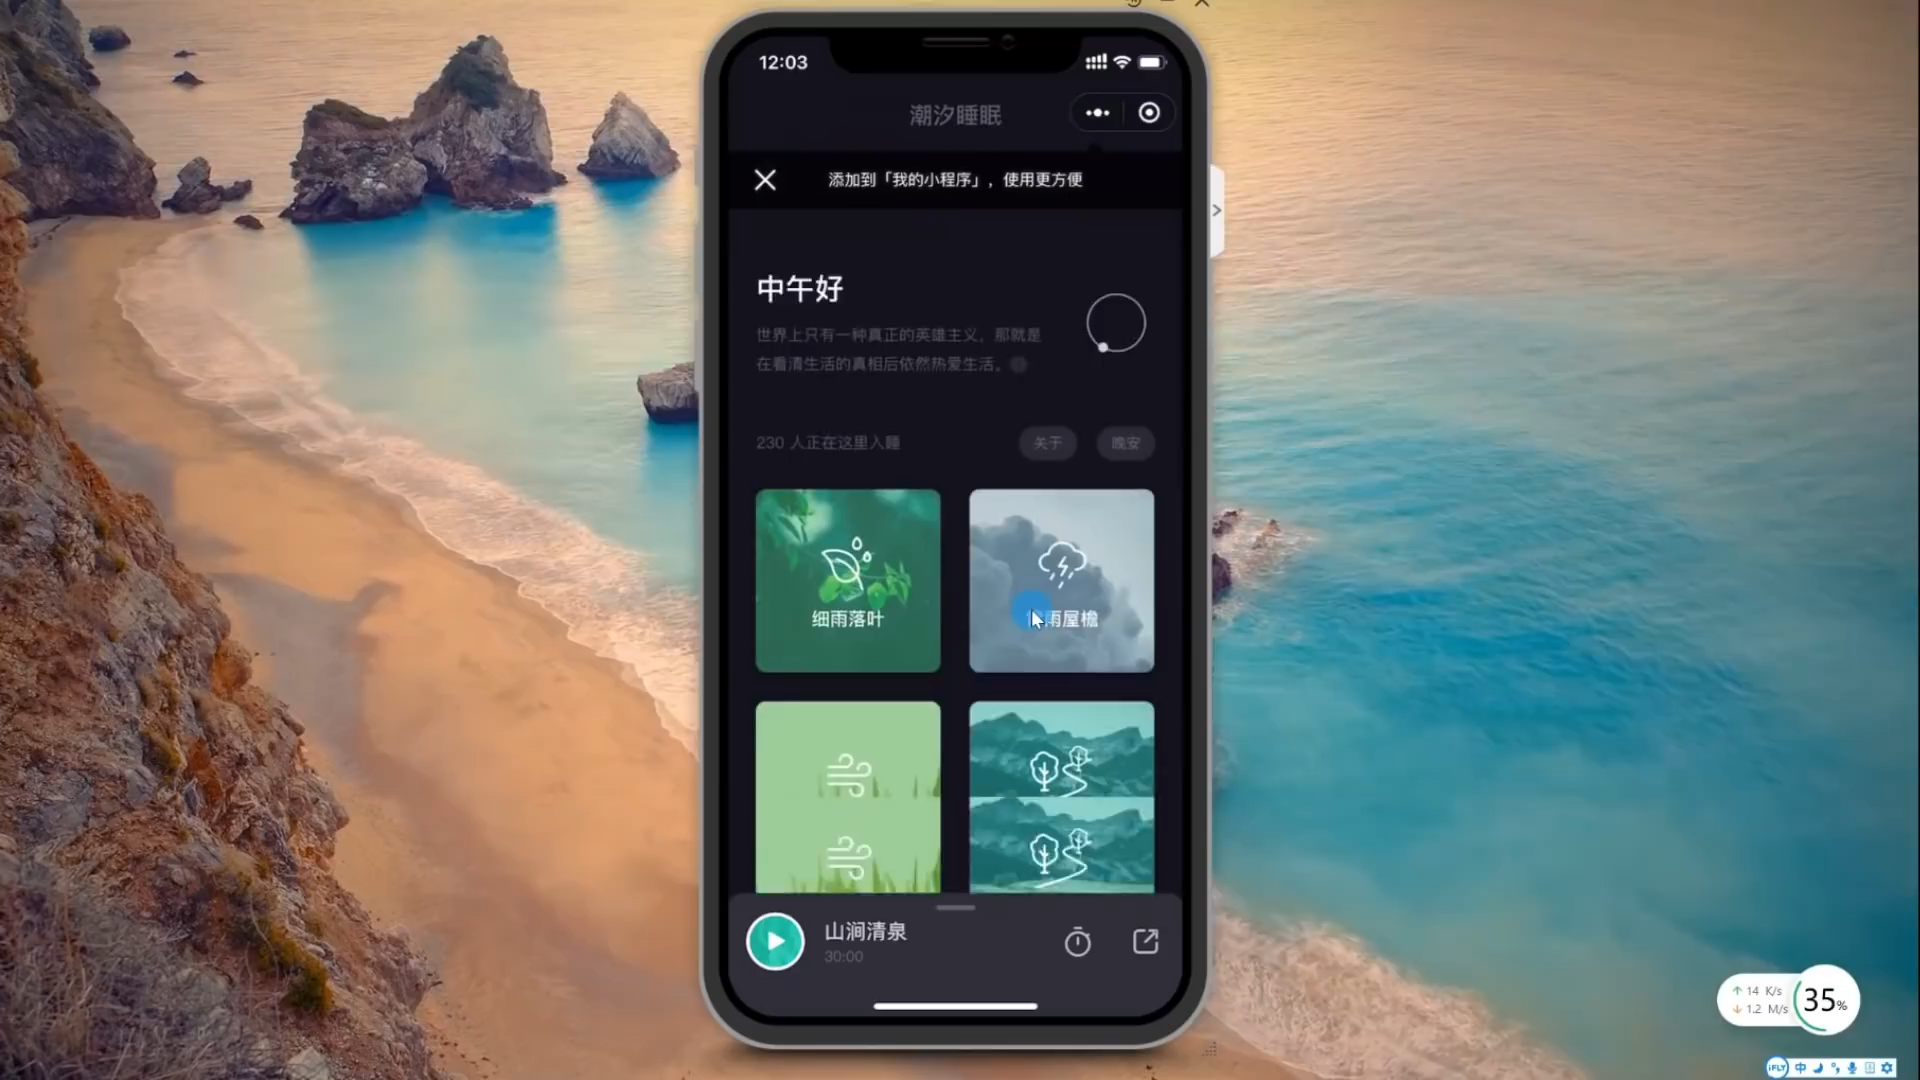 12:03
潮汐睡眠
添加到「我的小程序」，使用更方便
中午好
世界上只有一种真正的英雄主义，那就是
在看清生活的真相后依然热爱生活。
230 人正在这里入睡
关于
晚安
细雨落叶
雨屋檐
山涧清泉
30:00
↑ 14 K/s
↓ 1.2 M/s
35%
iFLY 中